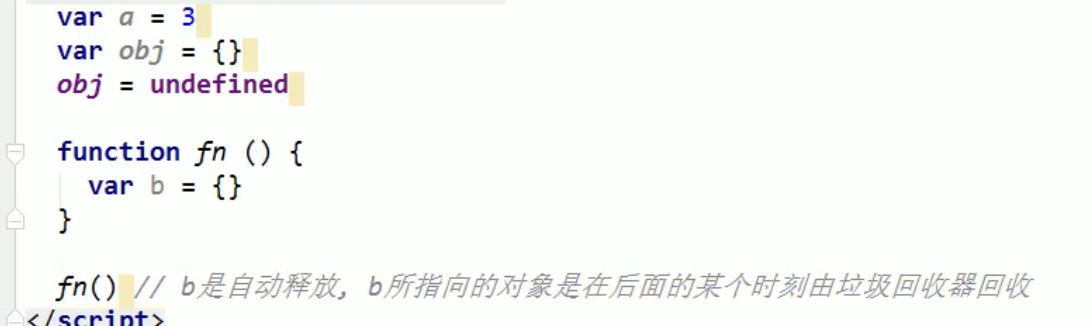 var a = 3
var obj = {}
obj = undefined
function fn () {
var b = {}
}
fn() // b是自动释放, b所指向的对象是在后面的某个时刻由垃圾回收器回收
</script>